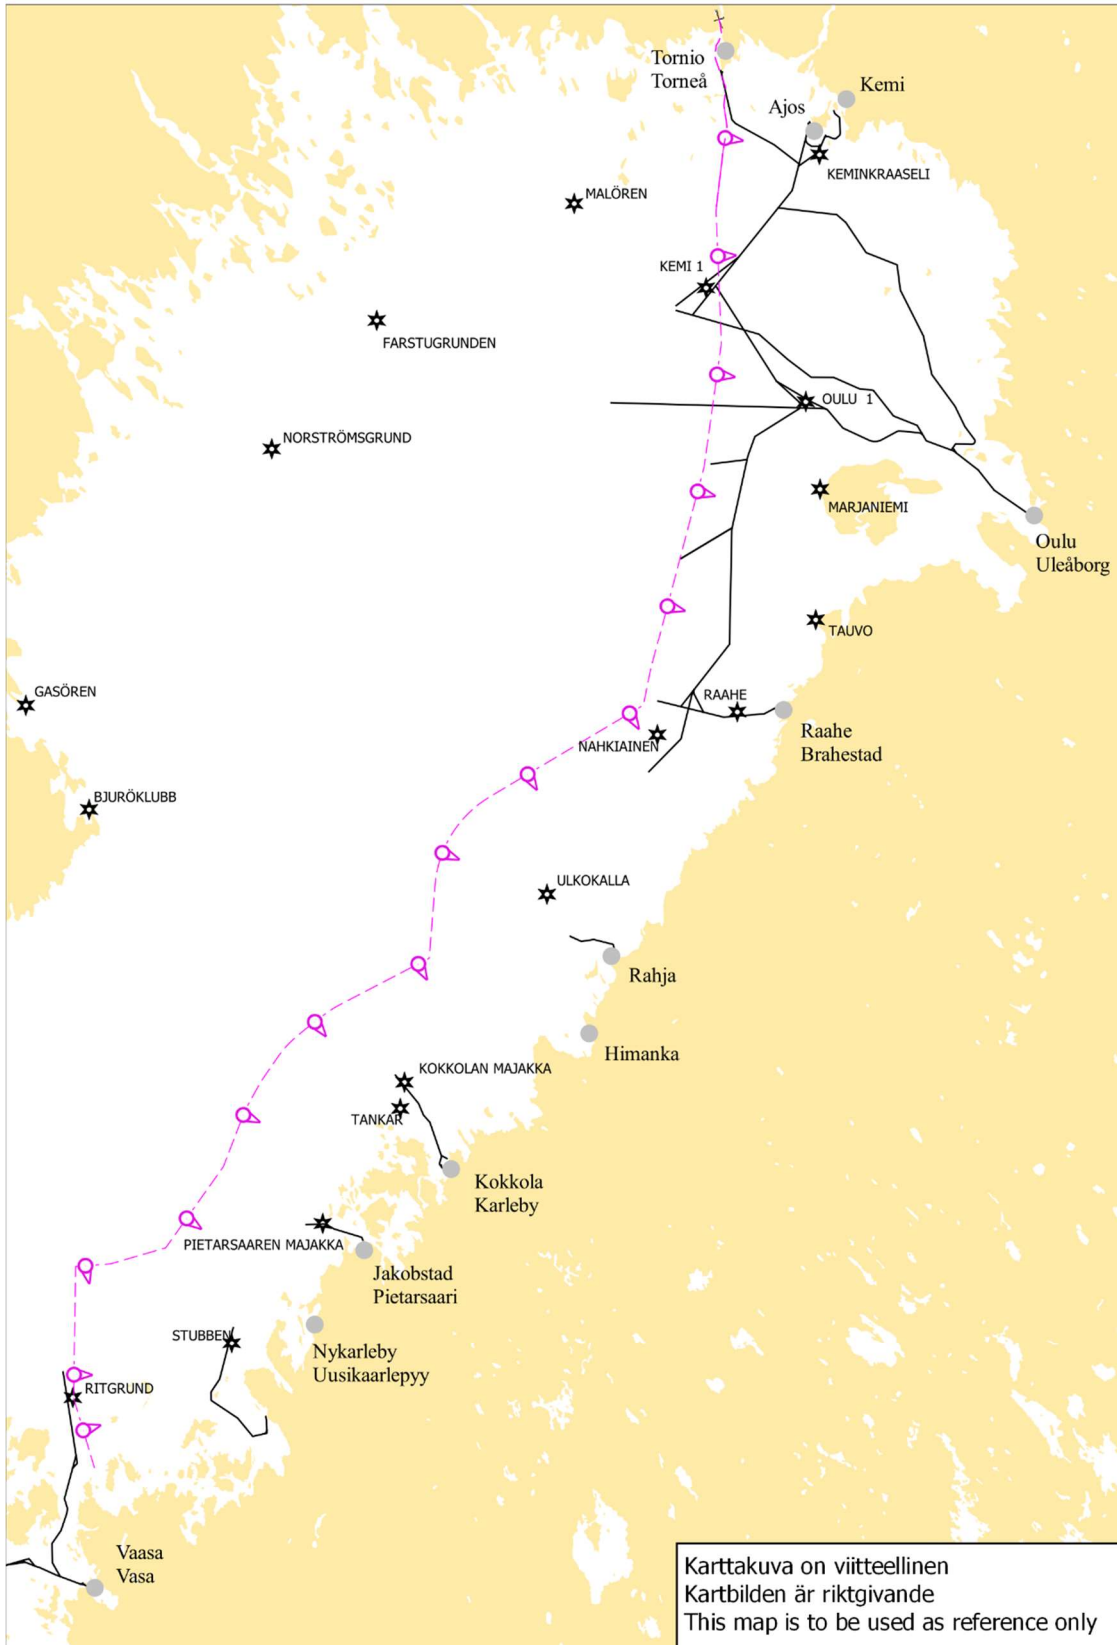 Tornio
Torneå
Kemi
Ajos
KEMINKRAASELI
MALÖREN
KEMI 1
FARSTUGRUNDEN
OULU 1
NORSTRÖMSGRUND
MARJANIEMI
Oulu
Uleåborg
TAUVO
GASÖREN
RAAHE
Raahe
Brahestad
NAHKIAINEN
BJURÖKLUBB
ULKOKALLA
Rahja
Himanka
KOKKOLAN MAJAKKA
TANKAR
Kokkola
Karleby
PIETARSAAREN MAJAKKA
Jakobstad
Pietarsaari
STUBBEN
Nykarleby
Uusikaarlepyy
RITGRUND
Vaasa
Vasa
Karttakuva on viitteellinen
Kartbilden är riktgivande
This map is to be used as reference only